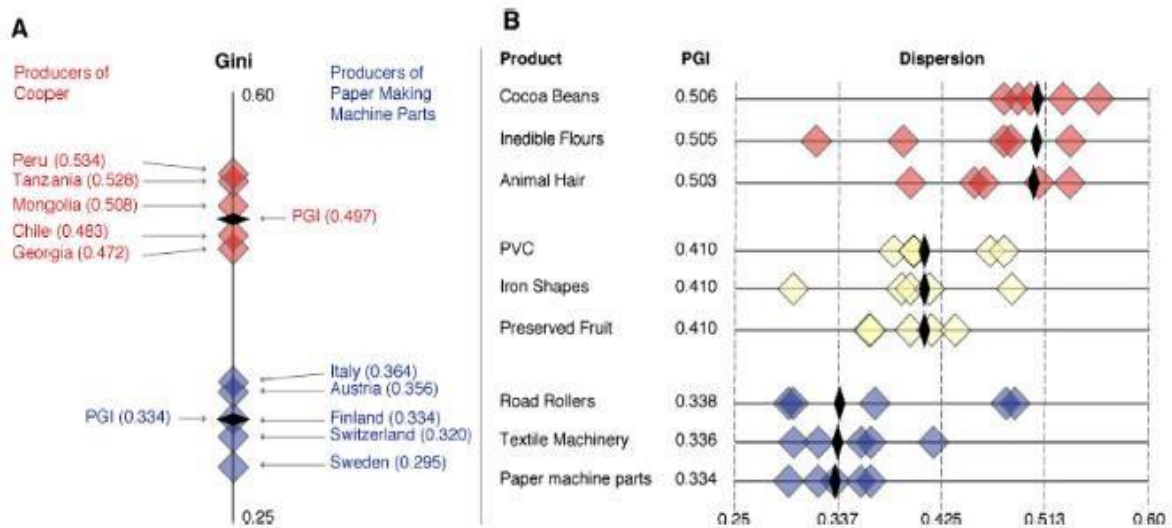 A
Gini
Producers of
Cooper
Producers of
Paper Making
Machine Parts
0.60
Peru (0.534)
Tanzania (0.528)
Mongolia (0.508)
PGI (0.497)
Chile (0.483)
Georgia (0.472)
Italy (0.364)
Austria (0.356)
PGI (0.334)
Finland (0.334)
Switzerland (0.320)
Sweden (0.295)
0.25
B
Product PGI Dispersion
Cocoa Beans 0.506
Inedible Flours 0.505
Animal Hair 0.503
PVC 0.410
Iron Shapes 0.410
Preserved Fruit 0.410
Road Rollers 0.338
Textile Machinery 0.336
Paper machine parts 0.334
0.25 0.337 0.425 0.513 0.60